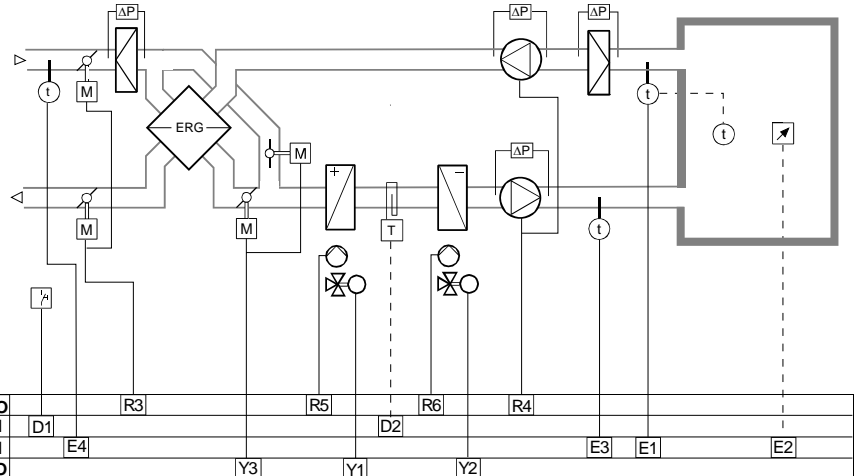 ΔP ΔP ΔP
t M t
ERG t
M
+ − ΔP
M M T t
O R3 R5 R6 R4
D1 D2
E4 E3 E1 E2
O Y3 Y1 Y2